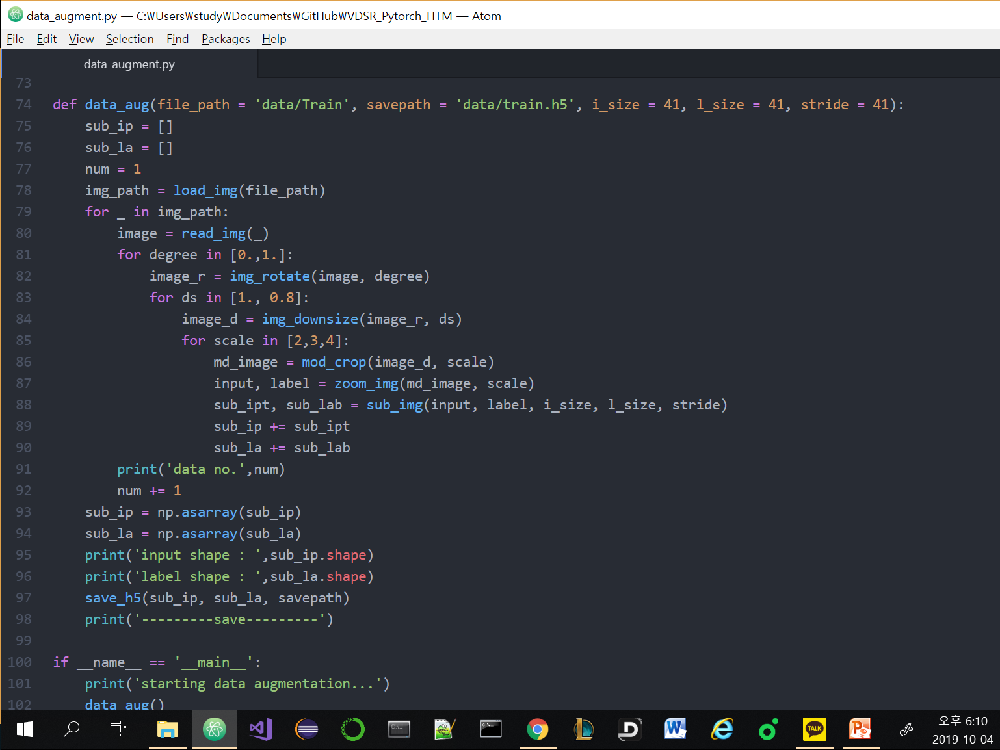 data_augment.py — C:₩Users₩study₩Documents₩GitHub₩VDSR_Pytorch_HTM — Atom
File Edit View Selection Find Packages Help
data_augment.py
73
74 def data_aug(file_path = 'data/Train', savepath = 'data/train.h5', i_size = 41, l_size = 41, stride = 41):
75     sub_ip = []
76     sub_la = []
77     num = 1
78     img_path = load_img(file_path)
79     for _ in img_path:
80         image = read_img(_)
81         for degree in [0.,1.]:
82             image_r = img_rotate(image, degree)
83             for ds in [1., 0.8]:
84                 image_d = img_downsize(image_r, ds)
85                 for scale in [2,3,4]:
86                     md_image = mod_crop(image_d, scale)
87                     input, label = zoom_img(md_image, scale)
88                     sub_ipt, sub_lab = sub_img(input, label, i_size, l_size, stride)
89                     sub_ip += sub_ipt
90                     sub_la += sub_lab
91         print('data no.',num)
92         num += 1
93     sub_ip = np.asarray(sub_ip)
94     sub_la = np.asarray(sub_la)
95     print('input shape : ',sub_ip.shape)
96     print('label shape : ',sub_la.shape)
97     save_h5(sub_ip, sub_la, savepath)
98     print('---------save---------')
99
100 if __name__ == '__main__':
101     print('starting data augmentation...')
102     data_aug()
TALK
오후 6:10
2019-10-04